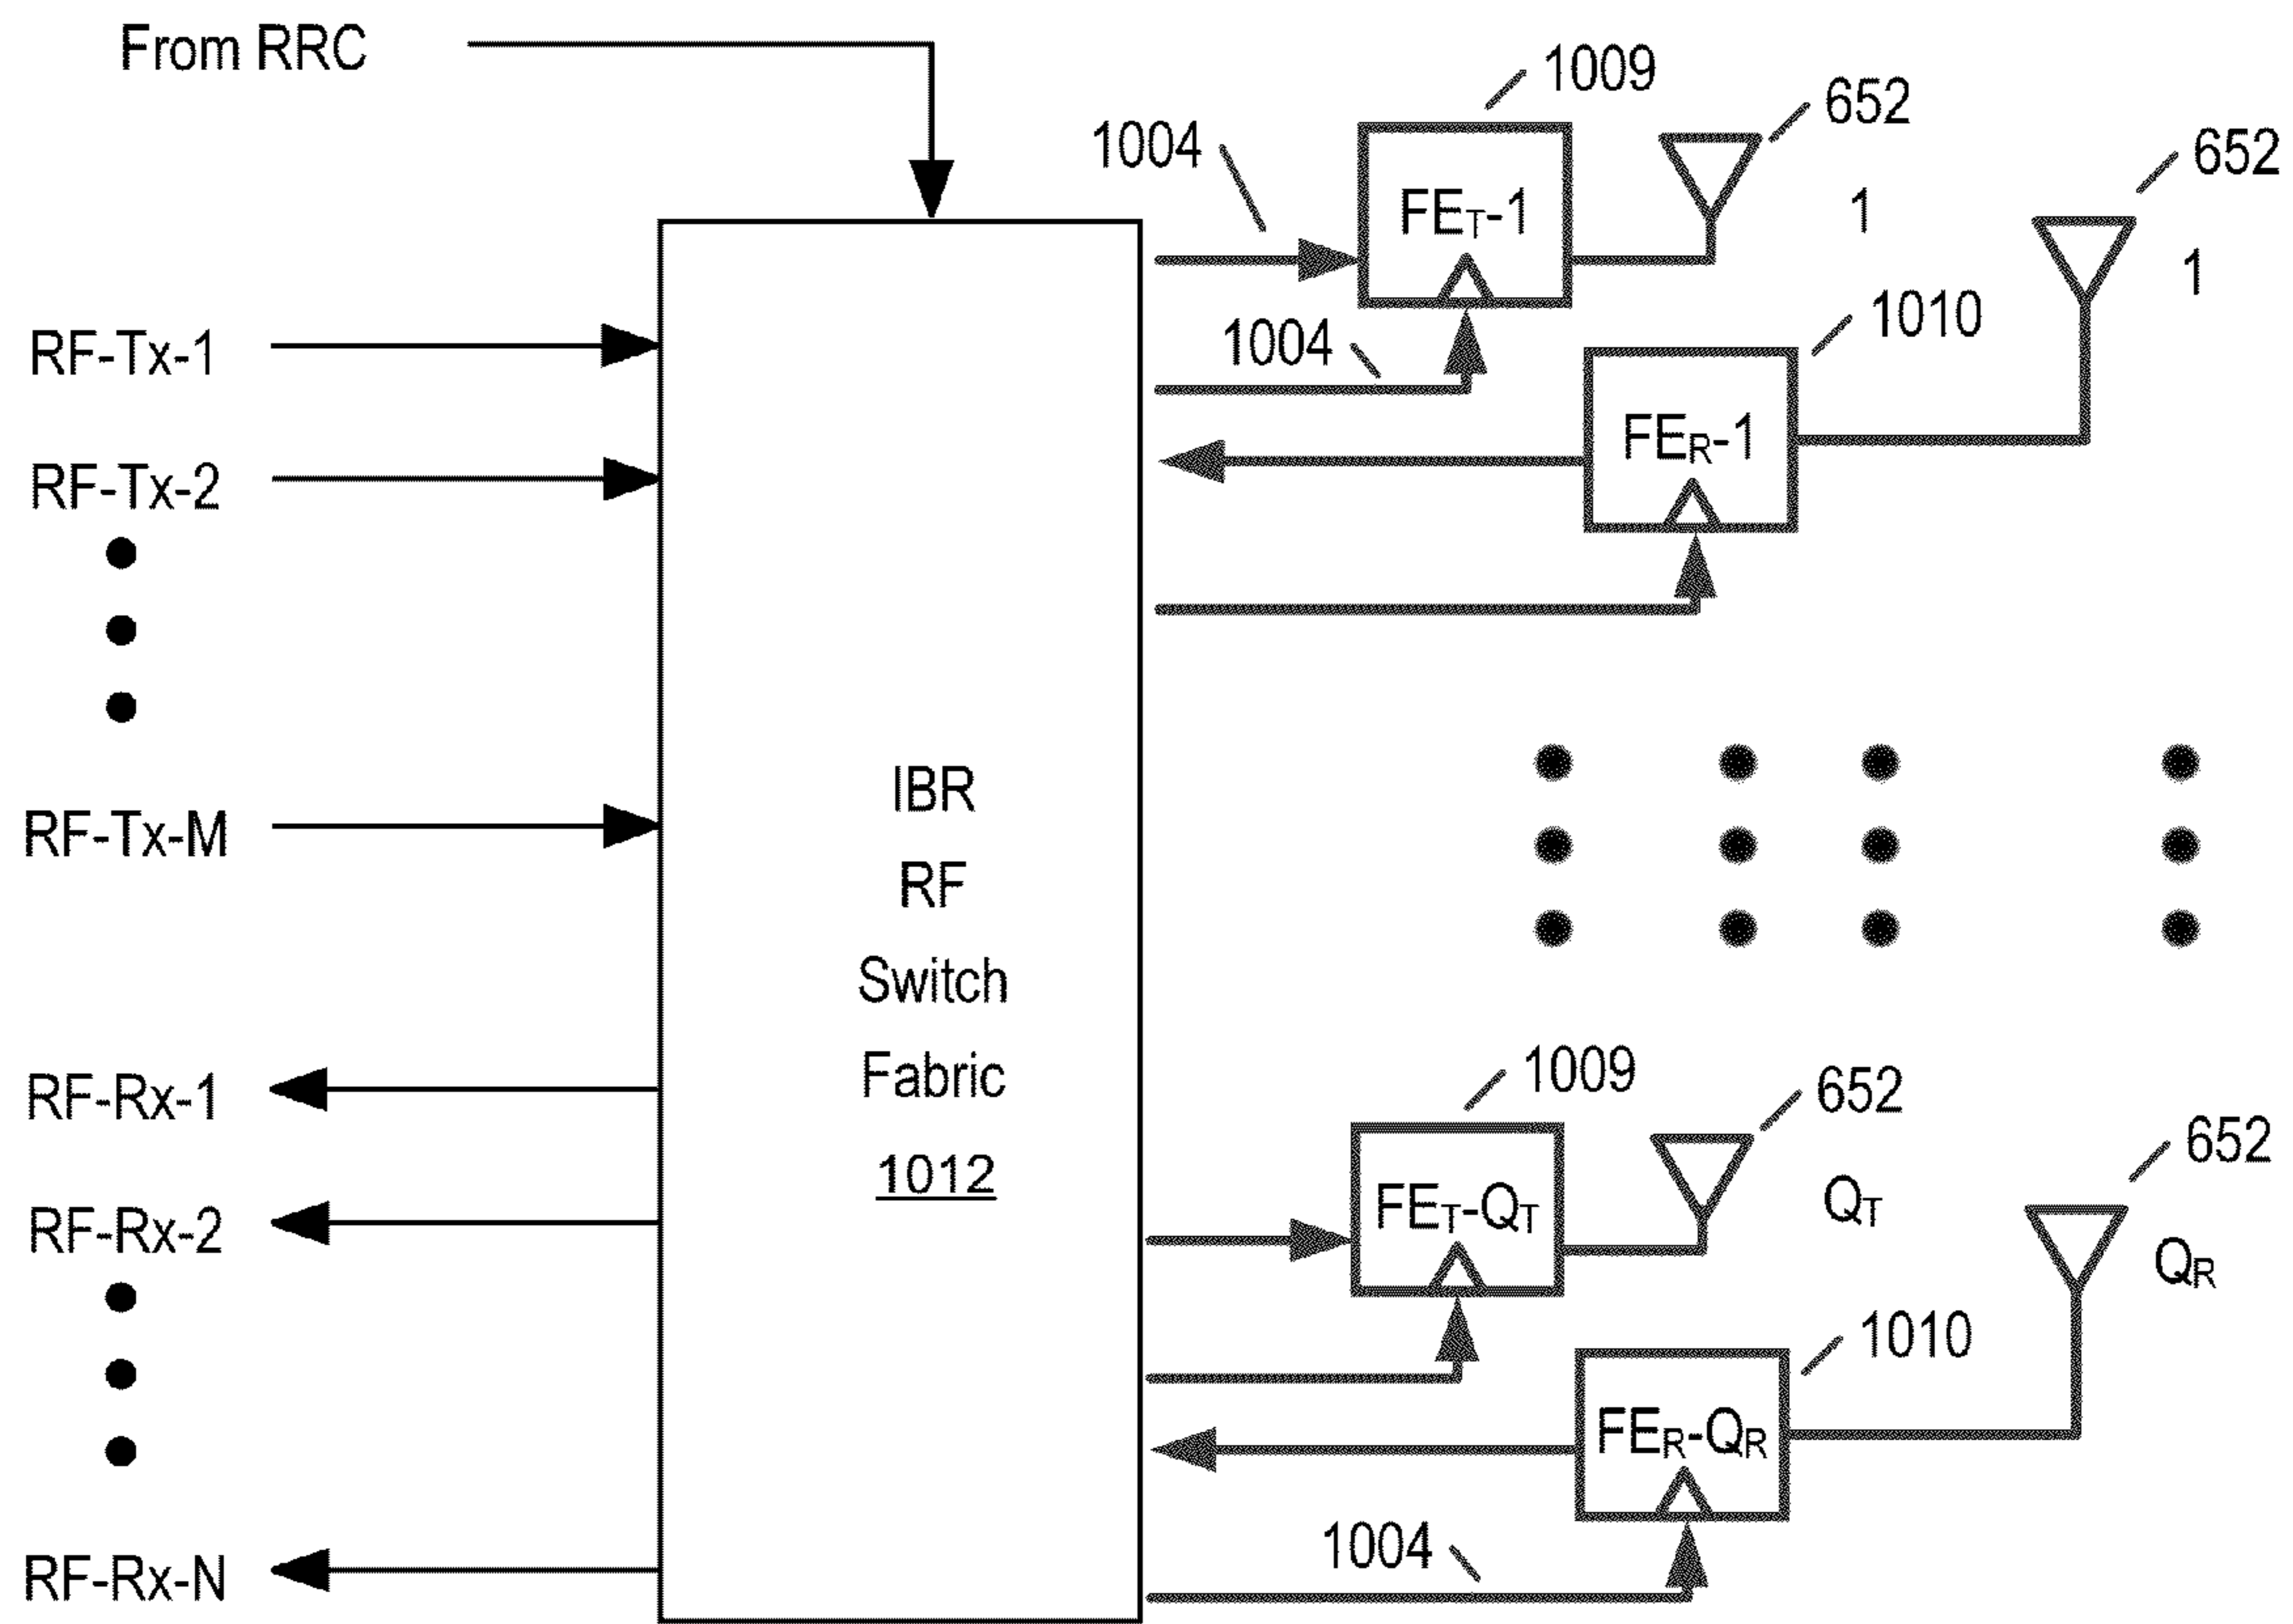 From RRC
1009
652
652
1004
FET-1
1
1
1010
1004
RF-Tx-1
FER-1
RF-Tx-2
IBR
RF-Tx-M
RF
Switch
1009
Fabric
652
RF-Rx-1
652
1012
FET-QT
QT
RF-Rx-2
QR
1010
FER-QR
1004
RF-Rx-N